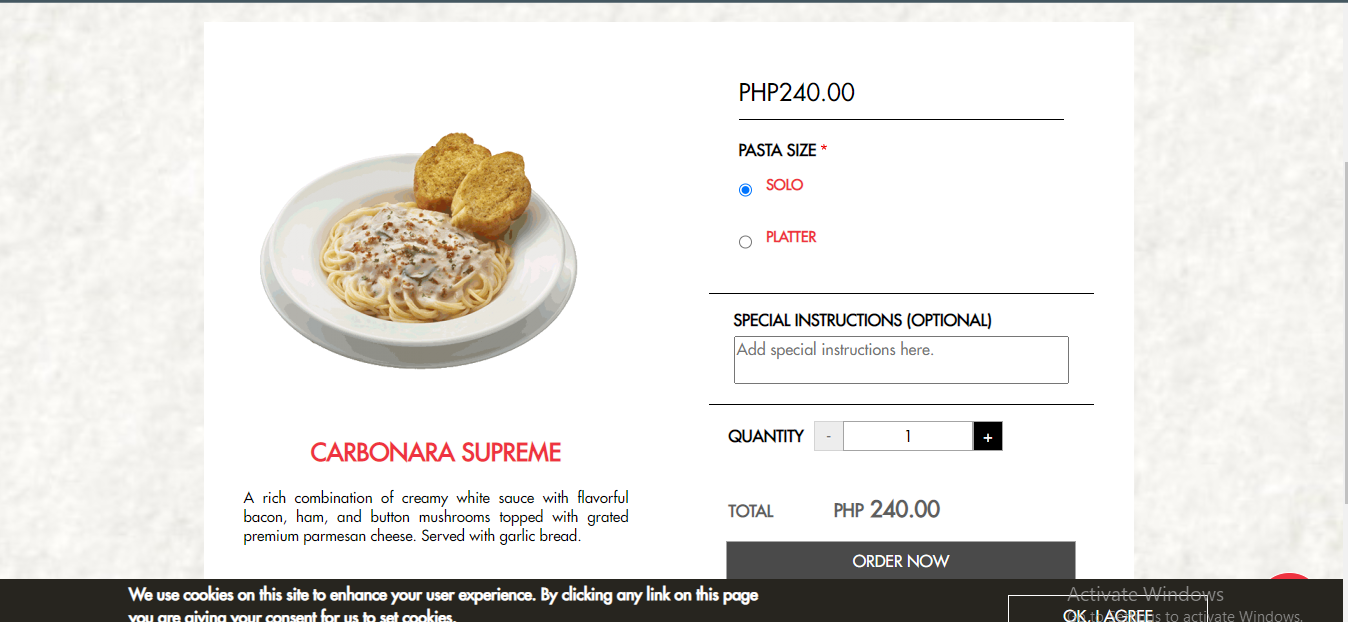 PHP240.00
PASTA SIZE *
SOLO
PLATTER
SPECIAL INSTRUCTIONS (OPTIONAL)
Add special instructions here.
QUANTITY - 1 +
CARBONARA SUPREME
A rich combination of creamy white sauce with flavorful
bacon, ham, and button mushrooms topped with grated
premium parmesan cheese. Served with garlic bread.
TOTAL PHP 240.00
ORDER NOW
We use cookies on this site to enhance your user experience. By clicking any link on this page
you are giving your consent for us to set cookies.
Activate Windows
OK, I AGREE
to activate Windows.